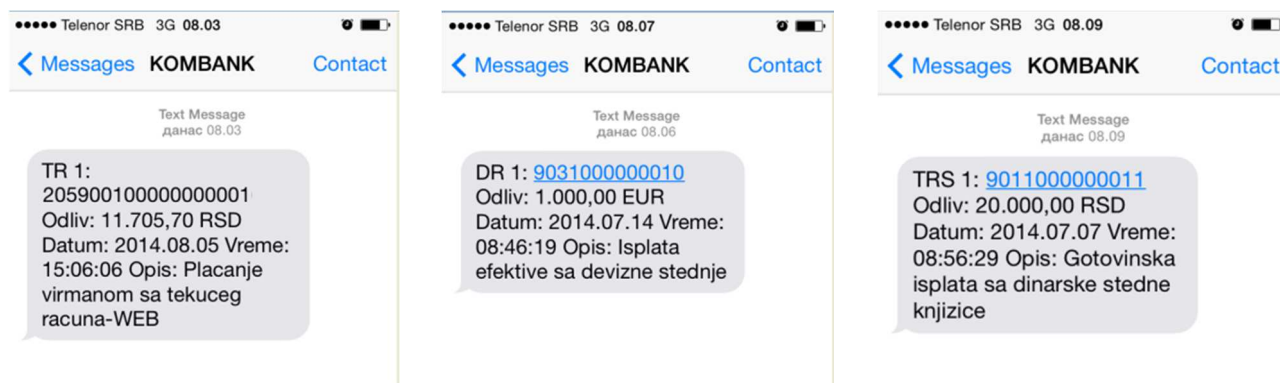 Telenor SRB 3G 08.03
Messages KOMBANK Contact
Text Message
данас 08.03
TR 1:
205900100000000001
Odliv: 11.705,70 RSD
Datum: 2014.08.05 Vreme:
15:06:06 Opis: Placanje
virmanom sa tekuceg
racuna-WEB
Telenor SRB 3G 08.07
Messages KOMBANK Contact
Text Message
данас 08.06
DR 1: 9031000000010
Odliv: 1.000,00 EUR
Datum: 2014.07.14 Vreme:
08:46:19 Opis: Isplata
efektive sa devizne stednje
Telenor SRB 3G 08.09
Messages KOMBANK Contact
Text Message
данас 08.09
TRS 1: 9011000000011
Odliv: 20.000,00 RSD
Datum: 2014.07.07 Vreme:
08:56:29 Opis: Gotovinska
isplata sa dinarske stedne
knjizice